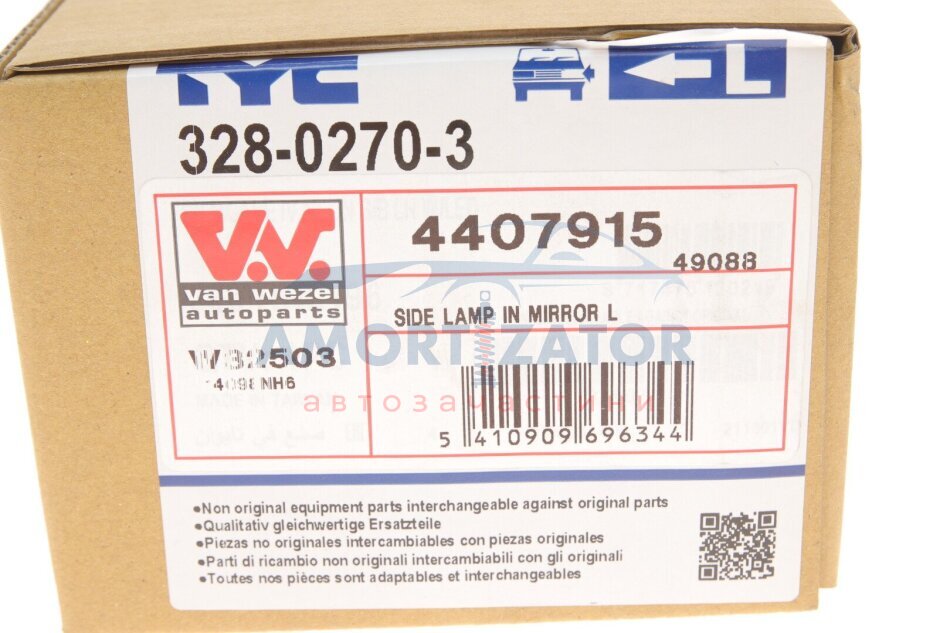 TYC
L
328-0270-3
V.W.
van wezel
autoparts
4407915
49088
SIDE LAMP IN MIRROR L
W32503
14098 NH6
AMORTIZATOR
автозапчастини
5 410909 696344
•Non original equipment parts interchangeable against original parts
•Qualitativ gleichwertige Ersatzteile
•Piezas no originales intercambiables con piezas originales
•Parti di ricambio non originali intercambiabili con gli originali
•Toutes nos pièces sont adaptables et interchangeables